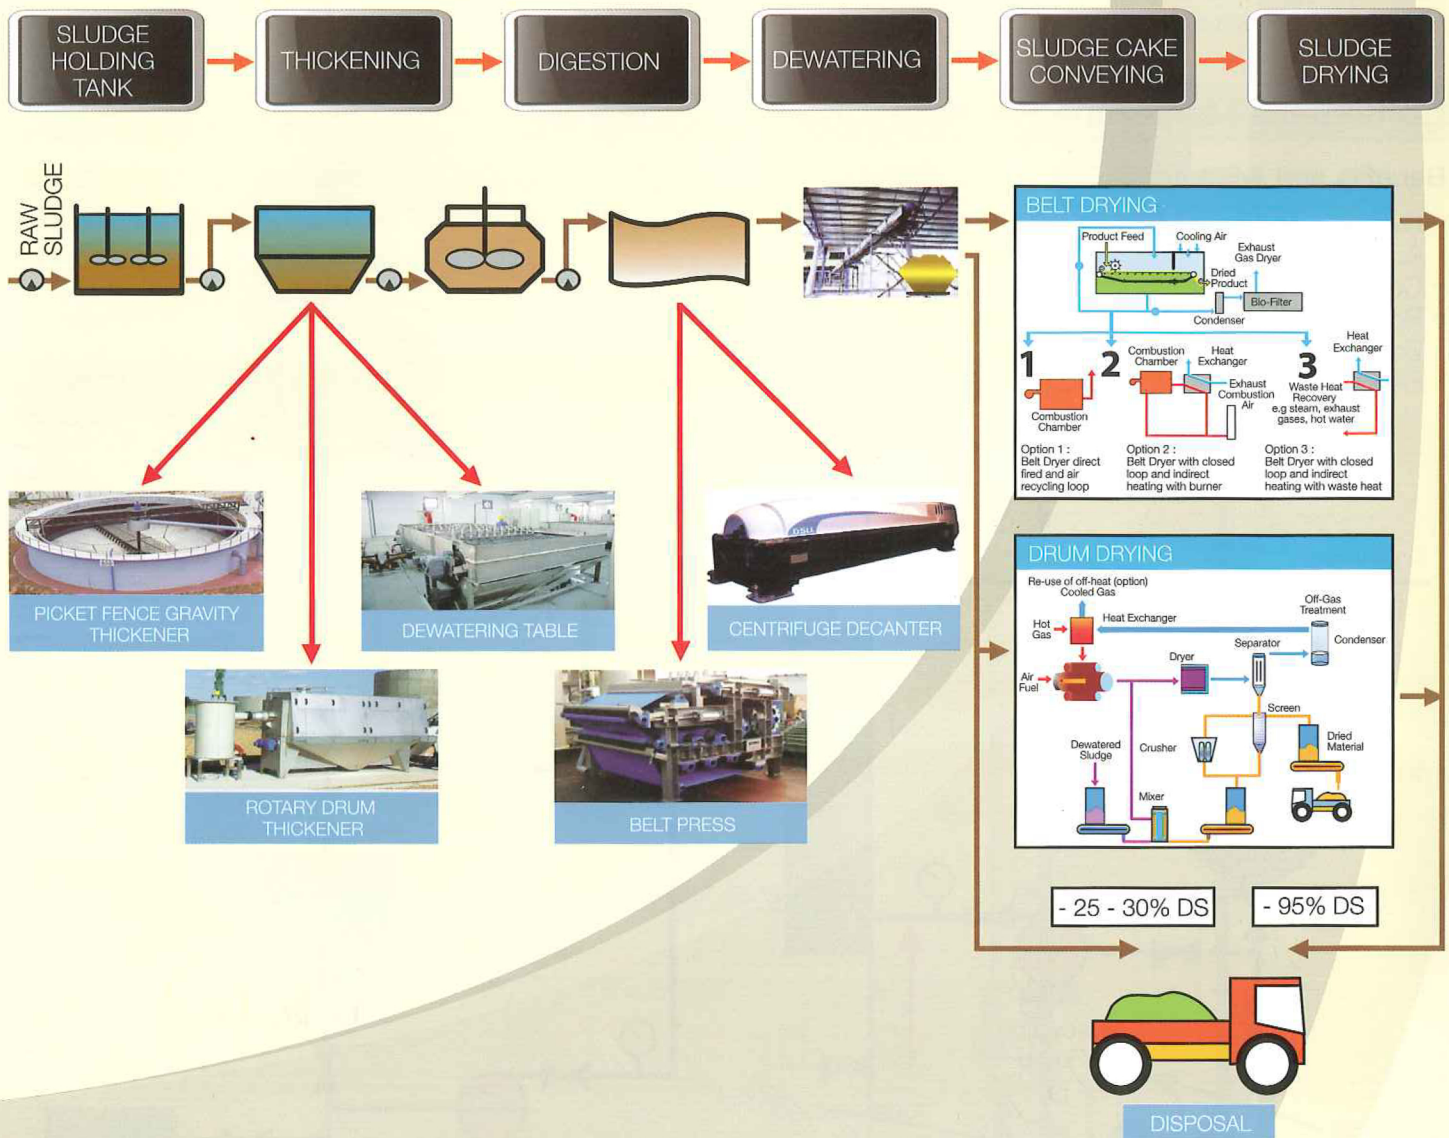 SLUDGE
HOLDING
TANK
THICKENING
DIGESTION
DEWATERING
SLUDGE CAKE
CONVEYING
SLUDGE
DRYING
RAW
SLUDGE
BELT DRYING
Product Feed
Cooling Air
Exhaust
Gas Dryer
Dried
Product
Bio-Filter
Condenser
1
Combustion
Chamber
2
Combustion
Chamber
Heat
Exchanger
Exhaust
Combustion
Air
3
Heat
Exchanger
Waste Heat
Recovery
e.g steam, exhaust
gases, hot water
Option 1 :
Belt Dryer direct
fired and air
recycling loop
Option 2 :
Belt Dryer with closed
loop and indirect
heating with burner
Option 3 :
Belt Dryer with closed
loop and indirect
heating with waste heat
PICKET FENCE GRAVITY
THICKENER
DEWATERING TABLE
DSLL
CENTRIFUGE DECANTER
ROTARY DRUM
THICKENER
BELT PRESS
DRUM DRYING
Re-use of off-heat (option)
Cooled Gas
Hot
Gas
Heat Exchanger
Off-Gas
Treatment
Condenser
Separator
Dryer
Air
Fuel
Screen
Crusher
Dried
Material
Dewatered
Sludge
Mixer
- 25 - 30% DS
- 95% DS
DISPOSAL